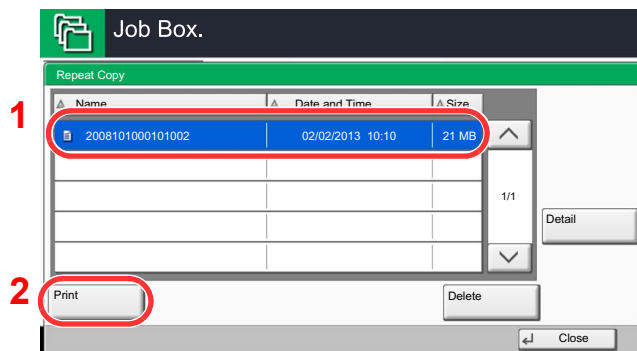 Job Box.
Repeat Copy
Name Date and Time Size
1
2008101000101002 02/02/2013 10:10 21 MB
1/1
Detail
2
Print Delete
Close